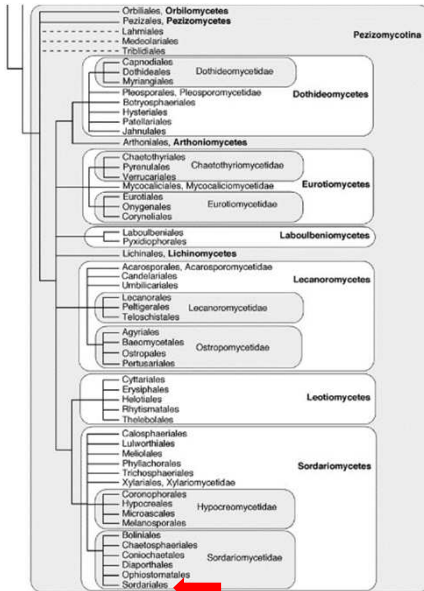 Orbiliales, Orbilomycetes
Pezizales, Pezizomycetes
Lahmiales
Pezizomycotina
Medeolariales
Triblidiales
Capnodiales
Dothideales
Dothideomycetidae
Myriangiales
Pleosporales, Pleosporomycetidae
Dothideomycetes
Botryosphaeriales
Hysteriales
Patellariales
Jahnulales
Arthoniales, Arthoniomycetes
Chaetothyriales
Pyrenulales
Chaetothyriomycetidae
Verrucariales
Mycocaliciales, Mycocaliciomycetidae
Eurotiomycetes
Eurotiales
Onygenales
Eurotiomycetidae
Coryneliales
Laboulbeniales
Laboulbeniomycetes
Pyxidiophorales
Lichinales, Lichinomycetes
Acarosporales, Acarosporomycetidae
Candelariales
Lecanoromycetes
Umbilicariales
Lecanorales
Peltigerales
Lecanoromycetidae
Teloschistales
Agyriales
Baeomycetales
Ostropomycetidae
Ostropales
Pertusariales
Cyttariales
Erysiphales
Helotiales
Leotiomycetes
Rhytismatales
Thelebolales
Calosphaeriales
Lulworthiales
Meliolales
Phyllachorales
Sordariomycetes
Trichosphaeriales
Xylariales, Xylariomycetidae
Coronophorales
Hypocreales
Hypocreomycetidae
Microascales
Melanosporales
Boliniales
Chaetosphaeriales
Coniochaetales
Sordariomycetidae
Diaporthales
Ophiostomatales
Sordariales